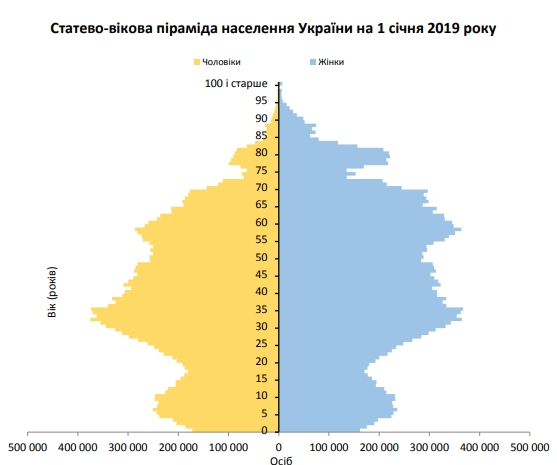 Статево-вікова піраміда населення України на 1 січня 2019 року
Чоловіки
Жінки
100 і старше
95
90
85
80
75
70
65
60
55
50
45
40
35
30
25
20
15
10
5
0
Вік (років)
500 000 400 000 300 000 200 000 100 000 0 100 000 200 000 300 000 400 000 500 000
Осіб